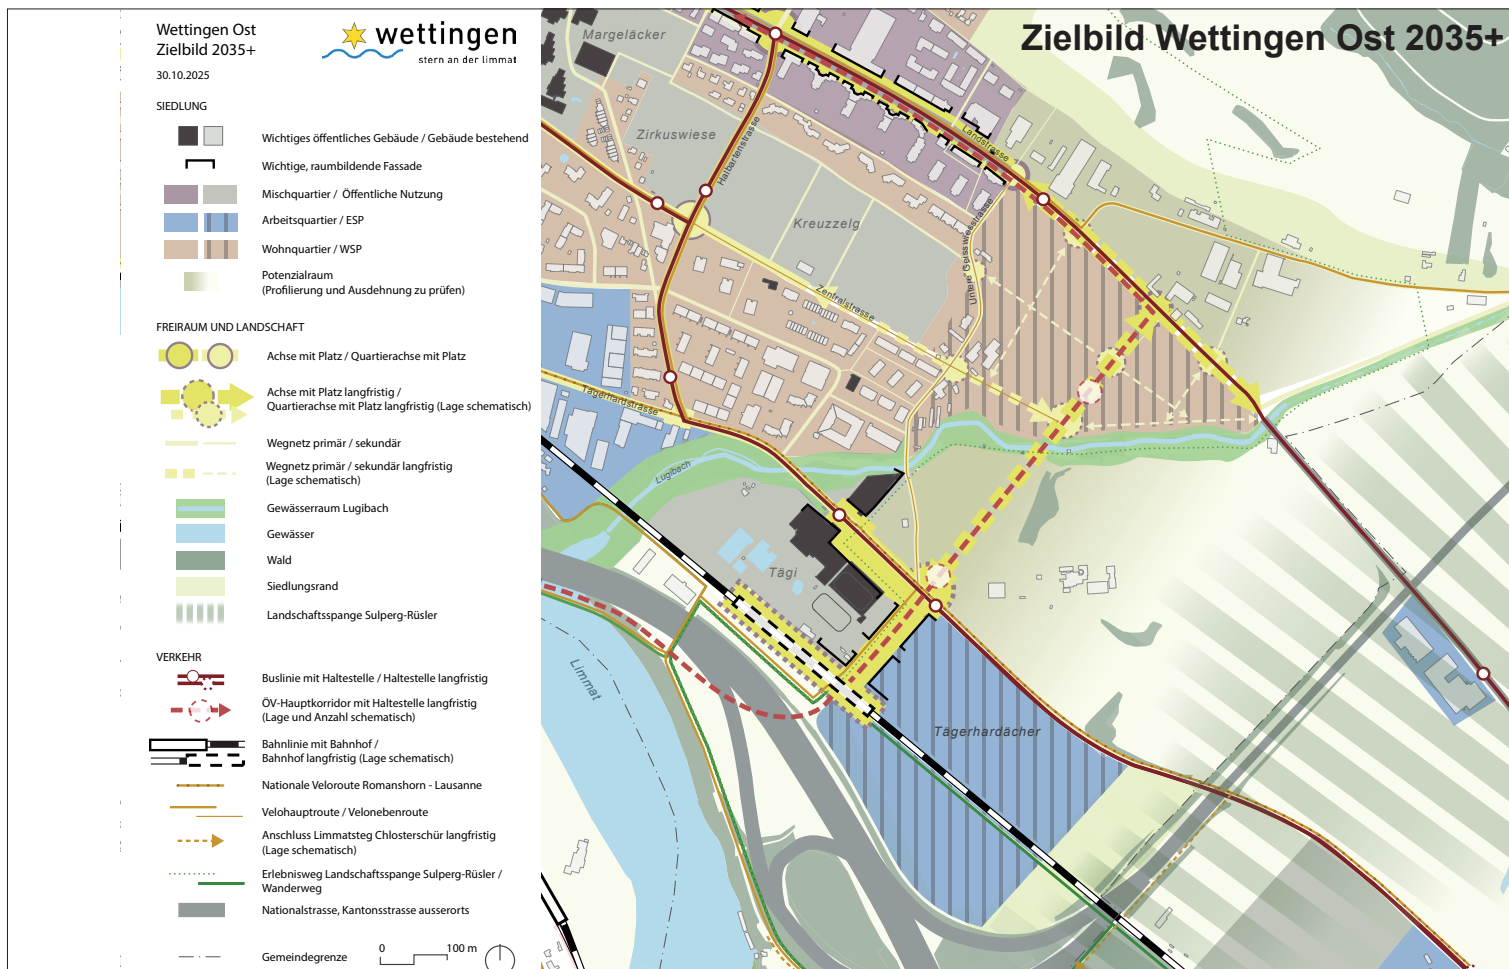 Wettingen Ost
Zielbild 2035+
30.10.2025
wettingen
stern an der limmat
SIEDLUNG
Wichtiges öffentliches Gebäude / Gebäude bestehend
Wichtige, raumbildende Fassade
Mischquartier / Öffentliche Nutzung
Arbeitsquartier / ESP
Wohnquartier / WSP
Potenzialraum
(Profilierung und Ausdehnung zu prüfen)
FREIRAUM UND LANDSCHAFT
Achse mit Platz / Quartierachse mit Platz
Achse mit Platz langfristig /
Quartierachse mit Platz langfristig (Lage schematisch)
Wegnetz primär / sekundär
Wegnetz primär / sekundär langfristig
(Lage schematisch)
Gewässerraum Lugibach
Gewässer
Wald
Siedlungsrand
Landschaftsspange Sulperg-Rüsler
VERKEHR
Buslinie mit Haltestelle / Haltestelle langfristig
ÖV-Hauptkorridor mit Haltestelle langfristig
(Lage und Anzahl schematisch)
Bahnlinie mit Bahnhof /
Bahnhof langfristig (Lage schematisch)
Nationale Veloroute Romanshorn - Lausanne
Velohauptroute / Velonebenroute
Anschluss Limmatsteg Chlosterschür langfristig
(Lage schematisch)
Erlebnisweg Landschaftsspange Sulperg-Rüsler /
Wanderweg
Nationalstrasse, Kantonsstrasse ausserorts
Gemeindegrenze
0 100 m
Zielbild Wettingen Ost 2035+
Margeläcker
Zirkuswiese
Halbartenstrasse
Landstrasse
Kreuzzelg
Untere Geisswiesstrasse
Zentralstrasse
Tägerhardstrasse
Lugibach
Tägi
Limmat
Tägerhardächer